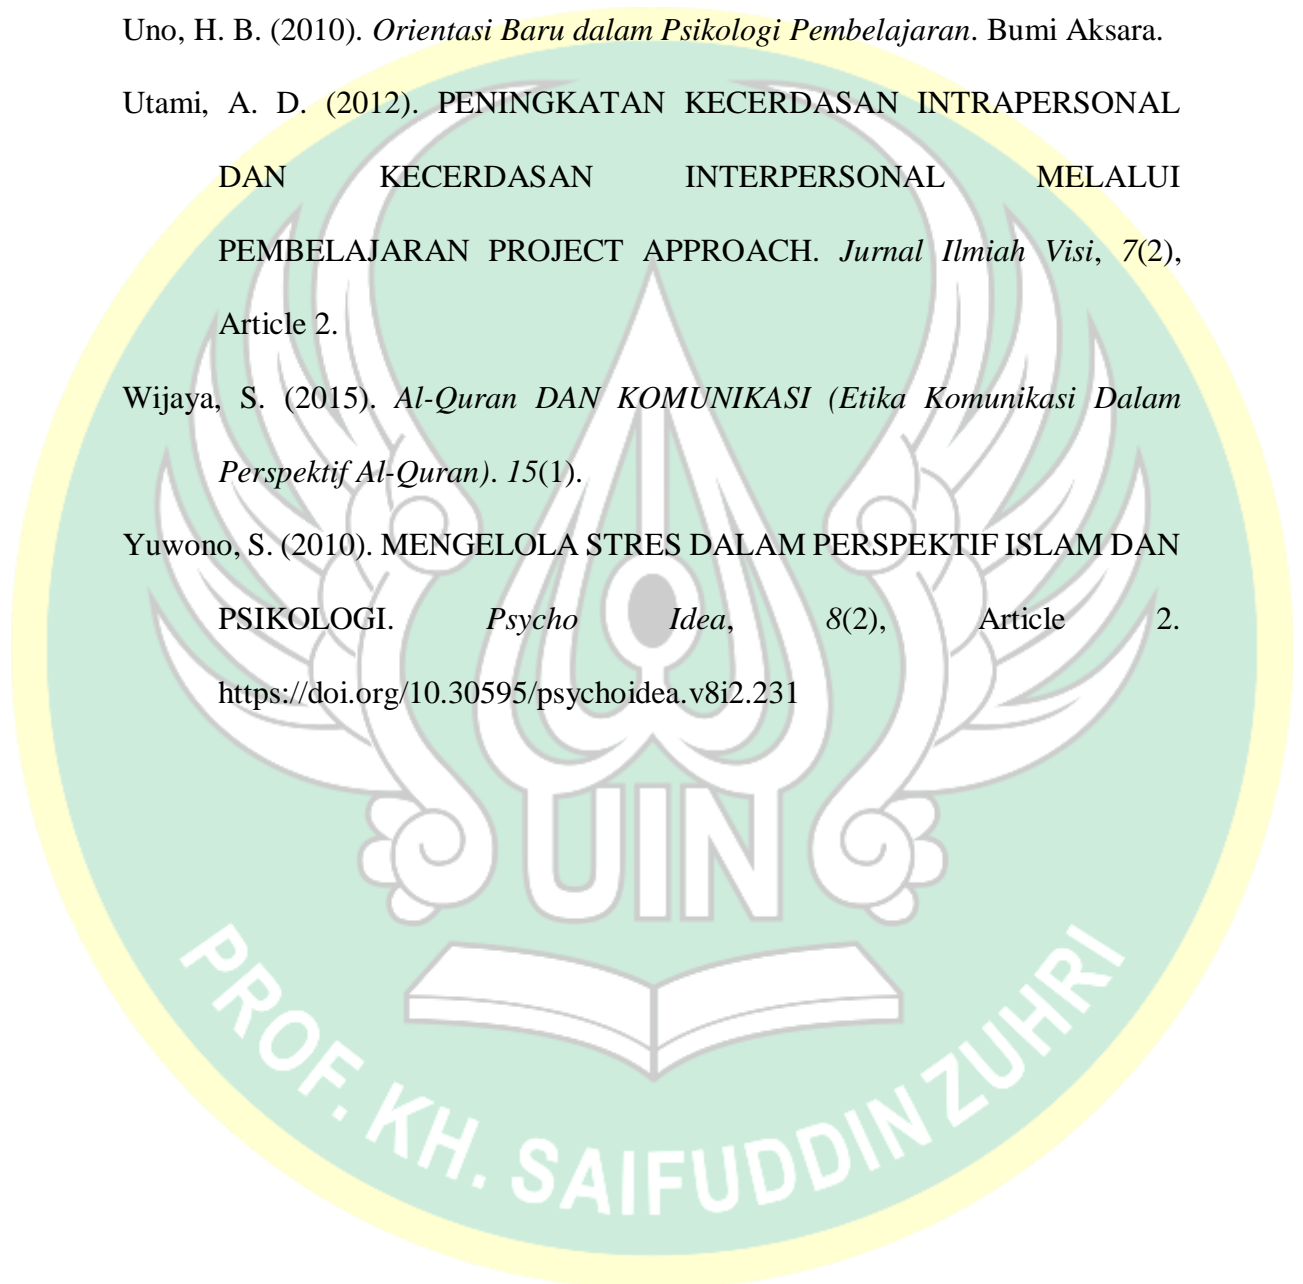 Uno, H. B. (2010). Orientasi Baru dalam Psikologi Pembelajaran. Bumi Aksara.
Utami, A. D. (2012). PENINGKATAN KECERDASAN INTRAPERSONAL
DAN KECERDASAN INTERPERSONAL MELALUI
PEMBELAJARAN PROJECT APPROACH. Jurnal Ilmiah Visi, 7(2),
Article 2.
Wijaya, S. (2015). Al-Quran DAN KOMUNIKASI (Etika Komunikasi Dalam
Perspektif Al-Quran). 15(1).
Yuwono, S. (2010). MENGELOLA STRES DALAM PERSPEKTIF ISLAM DAN
PSIKOLOGI. Psycho Idea, 8(2), Article 2.
https://doi.org/10.30595/psychoidea.v8i2.231
UIN
PROF. KH. SAIFUDDIN ZUHRI